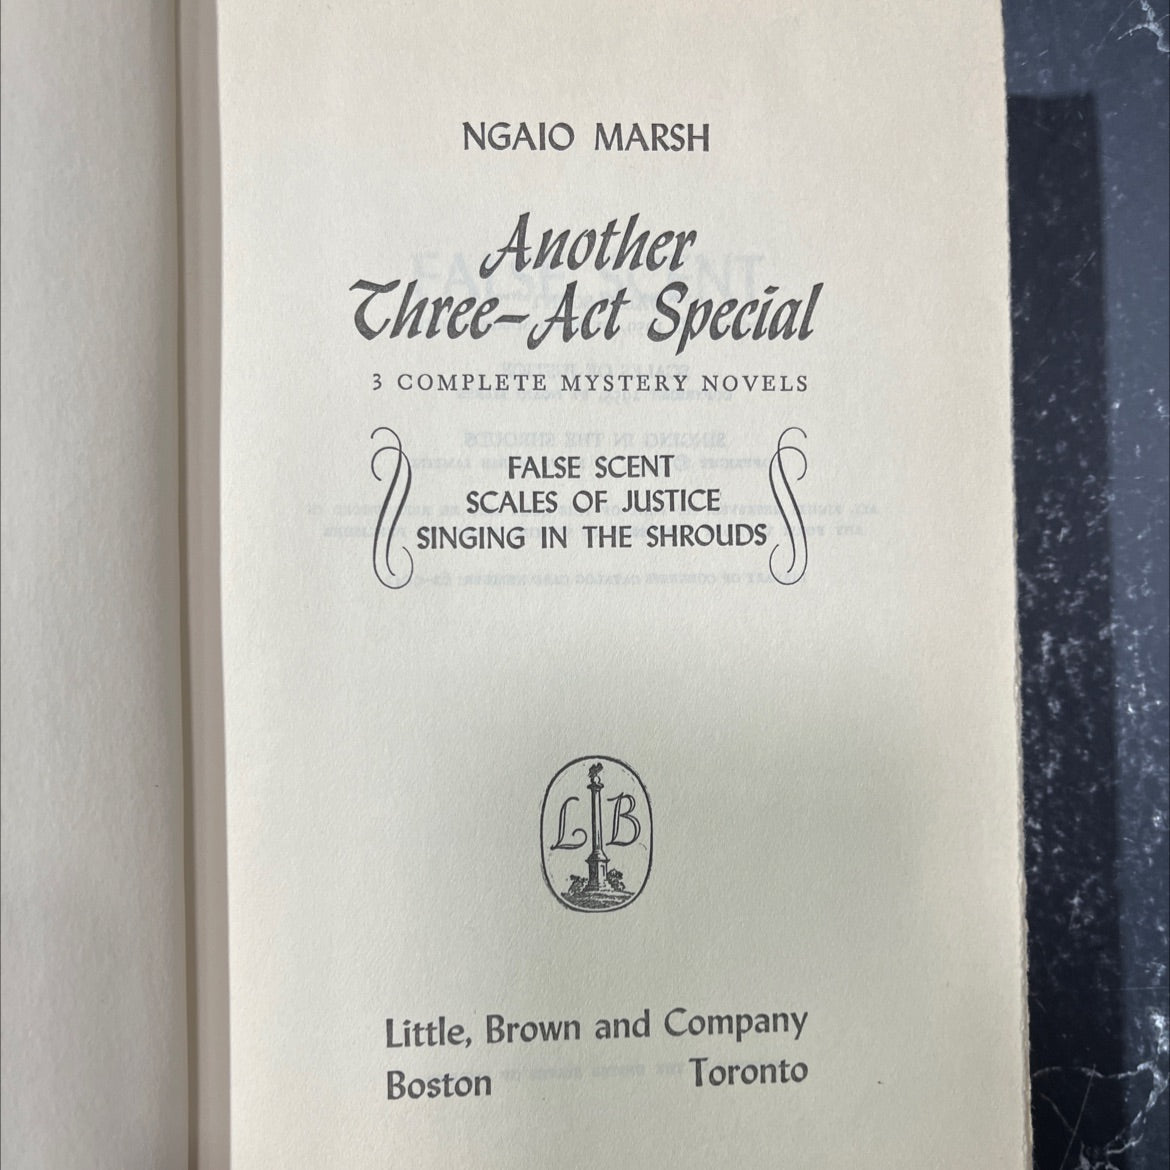 NGAIO MARSH
Another
Three-Act Special
3 COMPLETE MYSTERY NOVELS
FALSE SCENT
SCALES OF JUSTICE
SINGING IN THE SHROUDS
L B
Little, Brown and Company
Boston Toronto